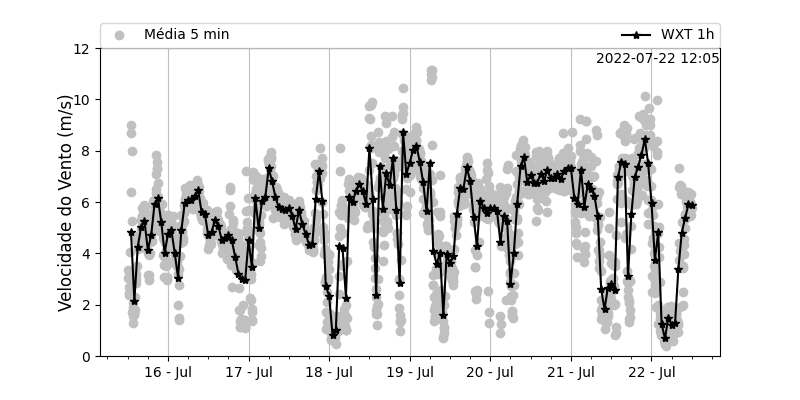 Média 5 min
WXT 1h
2022-07-22 12:05
Velocidade do Vento (m/s)
12
10
8
6
4
2
0
16 - Jul
17 - Jul
18 - Jul
19 - Jul
20 - Jul
21 - Jul
22 - Jul